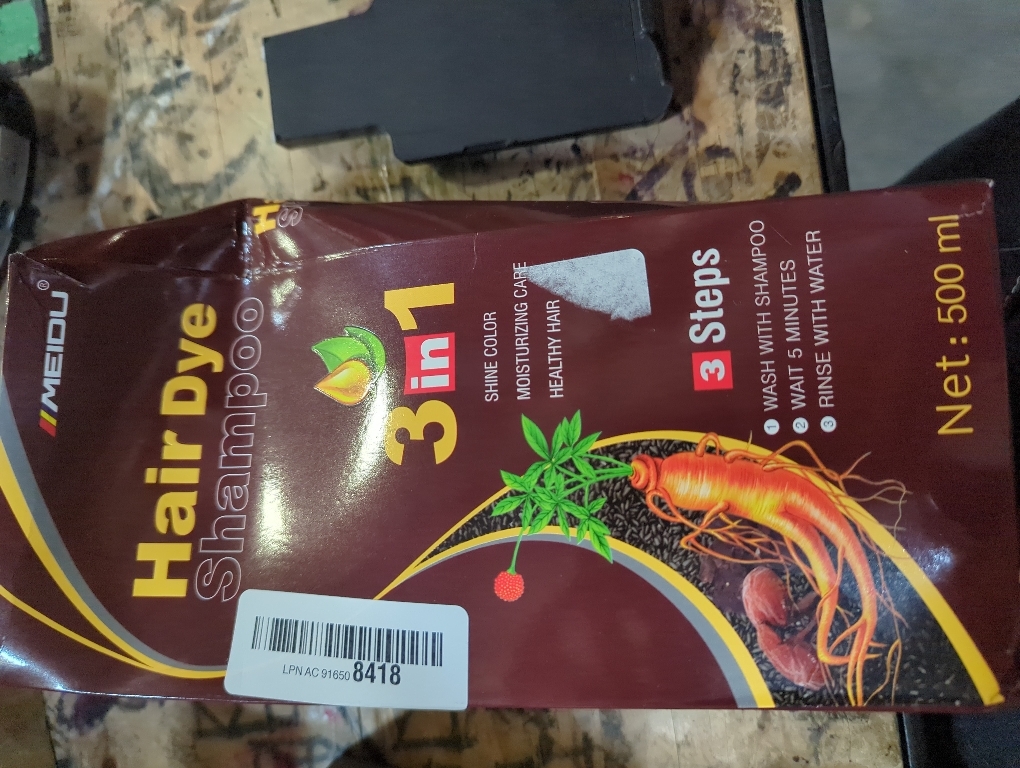 MEIDU®
Hair Dye
Shampoo
H
S
3 in 1
SHINE COLOR
MOISTURIZING CARE
HEALTHY HAIR
3 Steps
1 WASH WITH SHAMPOO
2 WAIT 5 MINUTES
3 RINSE WITH WATER
Net: 500 ml
LPN AC 91650 8418